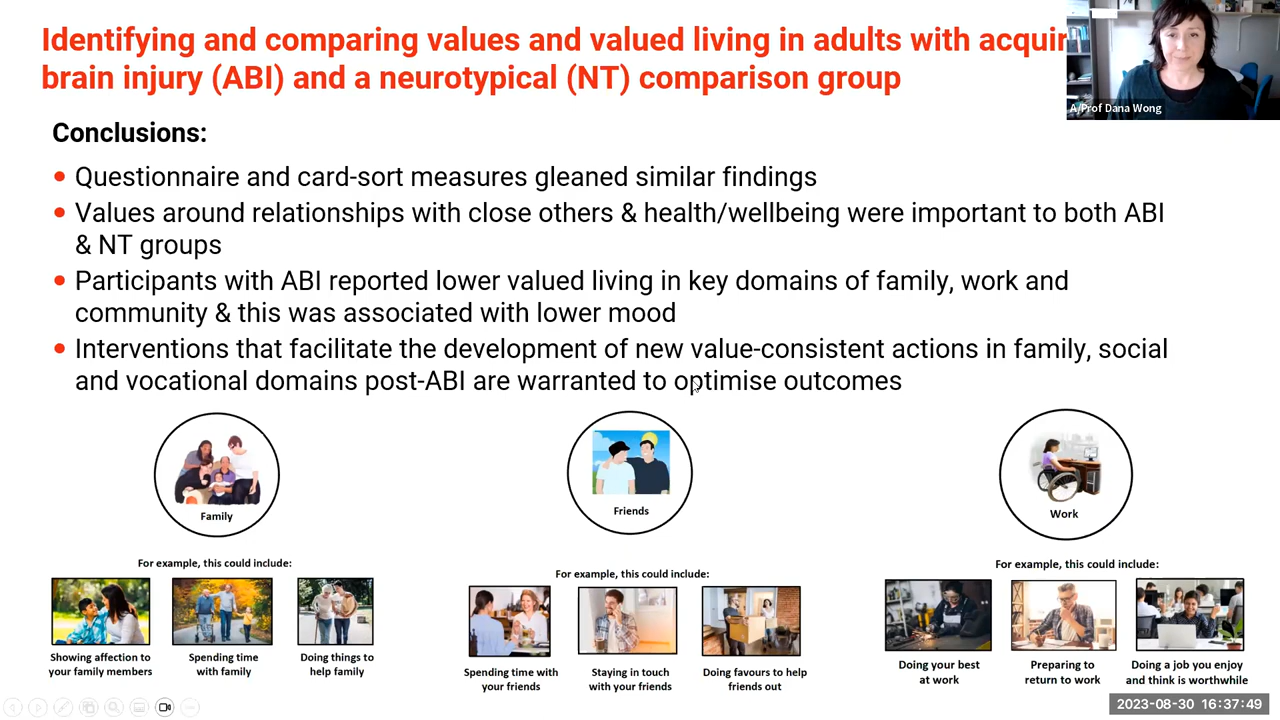 Identifying and comparing values and valued living in adults with acquir
brain injury (ABI) and a neurotypical (NT) comparison group
A/Prof Dana Wong
Conclusions:
Questionnaire and card-sort measures gleaned similar findings
Values around relationships with close others & health/wellbeing were important to both ABI
& NT groups
Participants with ABI reported lower valued living in key domains of family, work and
community & this was associated with lower mood
Interventions that facilitate the development of new value-consistent actions in family, social
and vocational domains post-ABI are warranted to optimise outcomes
Family
For example, this could include:
Showing affection to
your family members
Spending time
with family
Doing things to
help family
Friends
For example, this could include:
Spending time with
your friends
Staying in touch
with your friends
Doing favours to help
friends out
Work
For example, this could include:
Doing your best
at work
Preparing to
return to work
Doing a job you enjoy
and think is worthwhile
2023-08-30 16:37:49